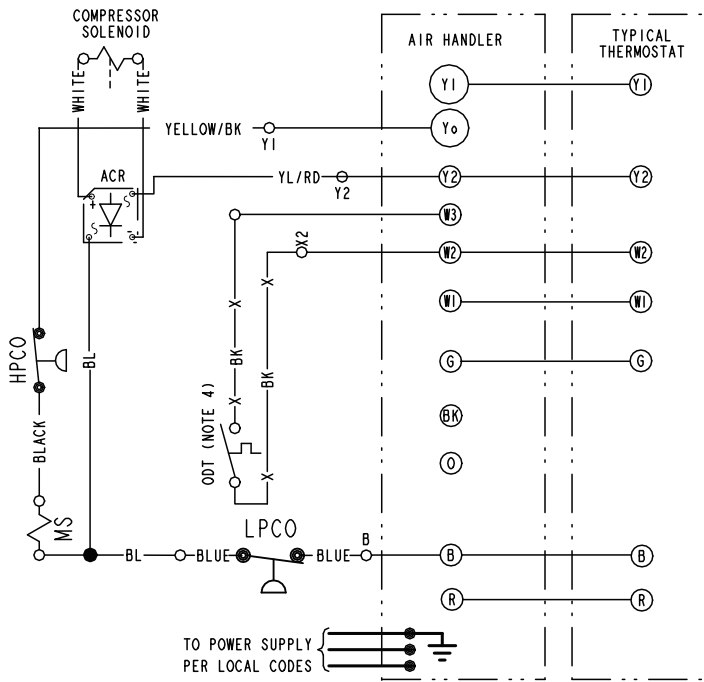 COMPRESSOR
SOLENOID
AIR HANDLER
TYPICAL
THERMOSTAT
WHITE
WHITE
Y1
Y1
YELLOW/BK
Y1
Yo
ACR
YL/RD
Y2
Y2
Y2
S
+
S
-
W3
X2
W2
W2
X
X
W1
W1
HPCO
BL
BK
BK
G
G
BK
X
X
ODT (NOTE 4)
BLACK
O
MS
LPCO
BL
BLUE
BLUE
B
B
B
R
R
TO POWER SUPPLY
PER LOCAL CODES